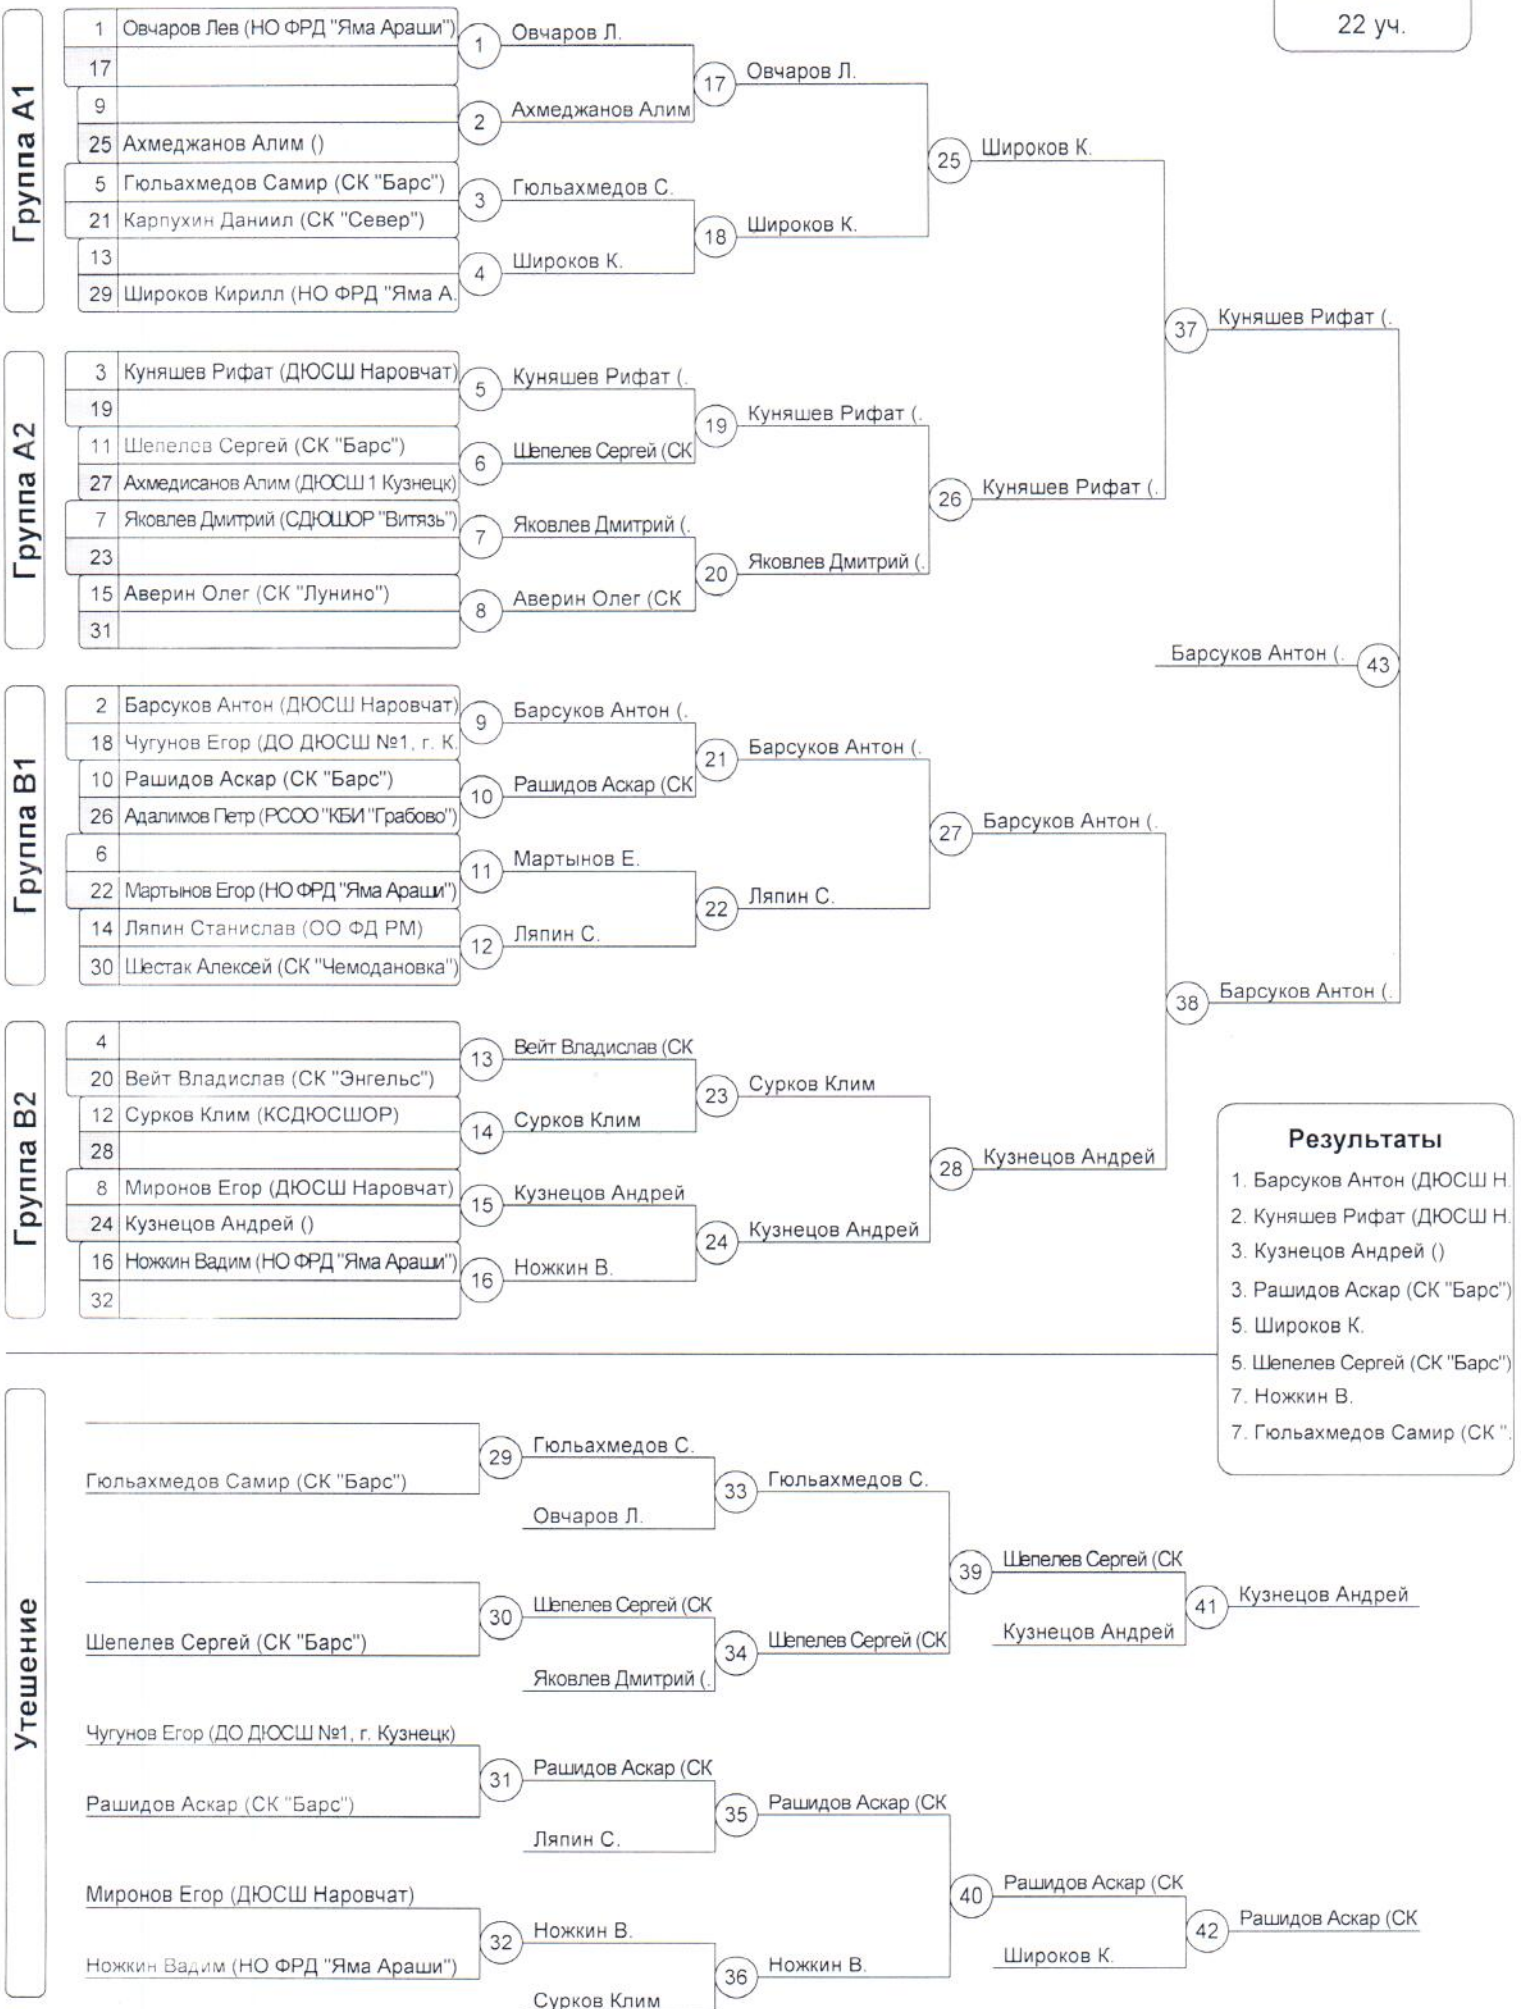 22 уч.
Группа А1
1 Овчаров Лев (НО ФРД "Яма Араши")
17
9
25 Ахмеджанов Алим ()
5 Гюльахмедов Самир (СК "Барс")
21 Карпухин Даниил (СК "Север")
13
29 Широков Кирилл (НО ФРД "Яма А.
1 Овчаров Л.
2 Ахмеджанов Алим
3 Гюльахмедов С.
4 Широков К.
17 Овчаров Л.
18 Широков К.
25 Широков К.
Группа А2
3 Куняшев Рифат (ДЮСШ Наровчат)
19
11 Шепелев Сергей (СК "Барс")
27 Ахмедисанов Алим (ДЮСШ 1 Кузнецк)
7 Яковлев Дмитрий (СДЮШОР "Витязь")
23
15 Аверин Олег (СК "Лунино")
31
5 Куняшев Рифат (.
6 Шепелев Сергей (СК
7 Яковлев Дмитрий (.
8 Аверин Олег (СК
19 Куняшев Рифат (.
20 Яковлев Дмитрий (.
26 Куняшев Рифат (.
37 Куняшев Рифат (.
Барсуков Антон (. 43
Группа В1
2 Барсуков Антон (ДЮСШ Наровчат)
18 Чугунов Егор (ДО ДЮСШ №1, г. К.
10 Рашидов Аскар (СК "Барс")
26 Адалимов Петр (РСОО "КБИ "Грабово")
6
22 Мартынов Егор (НО ФРД "Яма Араши")
14 Ляпин Станислав (ОО ФД РМ)
30 Шестак Алексей (СК "Чемодановка")
9 Барсуков Антон (.
10 Рашидов Аскар (СК
11 Мартынов Е.
12 Ляпин С.
21 Барсуков Антон (.
22 Ляпин С.
27 Барсуков Антон (.
38 Барсуков Антон (.
Группа В2
4
20 Вейт Владислав (СК "Энгельс")
12 Сурков Клим (КСДЮСШОР)
28
8 Миронов Егор (ДЮСШ Наровчат)
24 Кузнецов Андрей ()
16 Ножкин Вадим (НО ФРД "Яма Араши")
32
13 Вейт Владислав (СК
14 Сурков Клим
15 Кузнецов Андрей
16 Ножкин В.
23 Сурков Клим
24 Кузнецов Андрей
28 Кузнецов Андрей
Результаты
1. Барсуков Антон (ДЮСШ Н.
2. Куняшев Рифат (ДЮСШ Н.
3. Кузнецов Андрей ()
3. Рашидов Аскар (СК "Барс")
5. Широков К.
5. Шепелев Сергей (СК "Барс")
7. Ножкин В.
7. Гюльахмедов Самир (СК ".
Утешение
Гюльахмедов Самир (СК "Барс")
29 Гюльахмедов С.
Овчаров Л.
33 Гюльахмедов С.
Шепелев Сергей (СК "Барс")
30 Шепелев Сергей (СК
Яковлев Дмитрий (.
34 Шепелев Сергей (СК
39 Шепелев Сергей (СК
Кузнецов Андрей
41 Кузнецов Андрей
Чугунов Егор (ДО ДЮСШ №1, г. Кузнецк)
Рашидов Аскар (СК "Барс")
31 Рашидов Аскар (СК
Ляпин С.
35 Рашидов Аскар (СК
Миронов Егор (ДЮСШ Наровчат)
Ножкин Вадим (НО ФРД "Яма Араши")
32 Ножкин В.
Сурков Клим
36 Ножкин В.
40 Рашидов Аскар (СК
Широков К.
42 Рашидов Аскар (СК